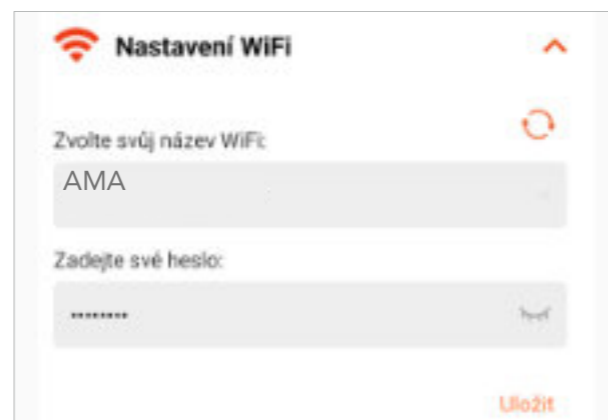 Nastavení WiFi
Zvolte svůj název WiFi:
AMA
Zadejte své heslo:
••••••••
Uložit